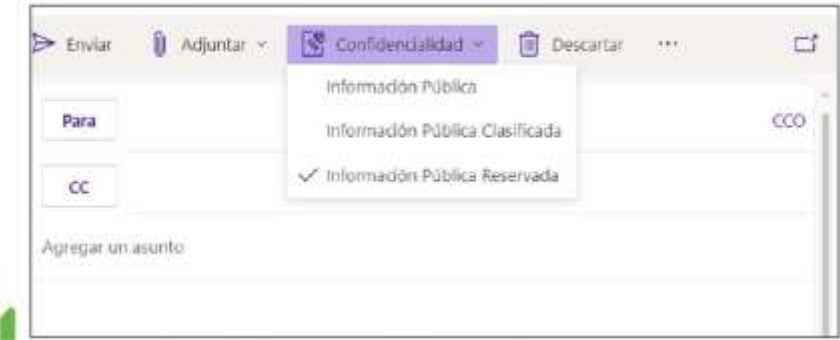 Enviar Adjuntar Confidencialidad Descartar ...
Información Pública
Para Información Pública Clasificada CCO
CC Información Pública Reservada
Agregar un asunto